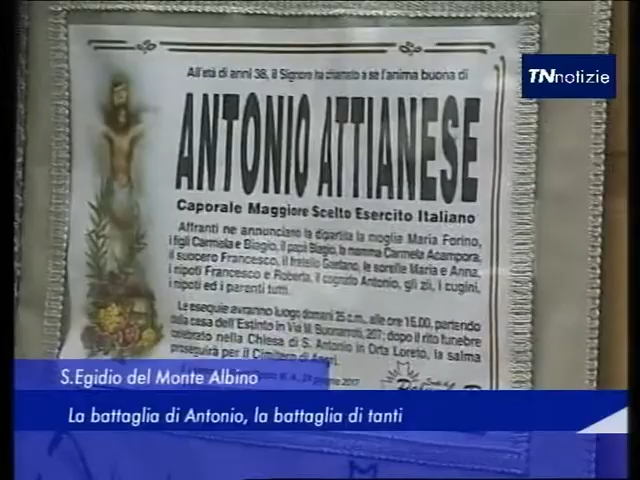 TNnotizie
All'età di anni 38, il Signore ha chiamato a sé l'anima buona di
ANTONIO ATTIANESE
Caporale Maggiore Scelto Esercito Italiano
Affranti ne annunciano la dipartita la moglie Maria Forino,
i figli Carmela e Biagio, il papà Biagio, la mamma Carmela Acampora,
il suocero Francesco, il fratello Gaetano, le sorelle Maria e Anna,
i nipoti Francesco e Roberta, il cognato Antonio, gli zii, i cugini,
i nipoti ed i parenti tutti.
Le esequie avranno luogo domani 25 c.m., alle ore 16.00, partendo
dalla casa dell'Estinto in Via M. Buonarroti, 207; dopo il rito funebre
celebrato nella Chiesa di S. Antonio in Orta Loreto, la salma
proseguirà per il Cimitero di Angri.
2017
S.Egidio del Monte Albino
La battaglia di Antonio, la battaglia di tanti